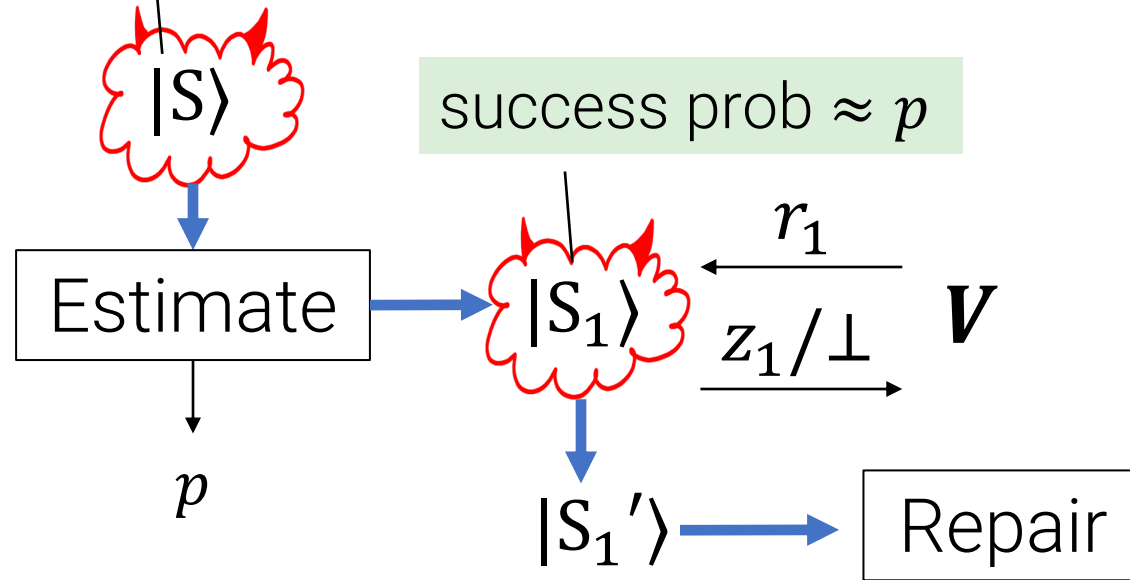 |S⟩
success prob ≈ p
Estimate
|S₁⟩
r₁
z₁/⊥
V
p
|S₁′⟩
Repair